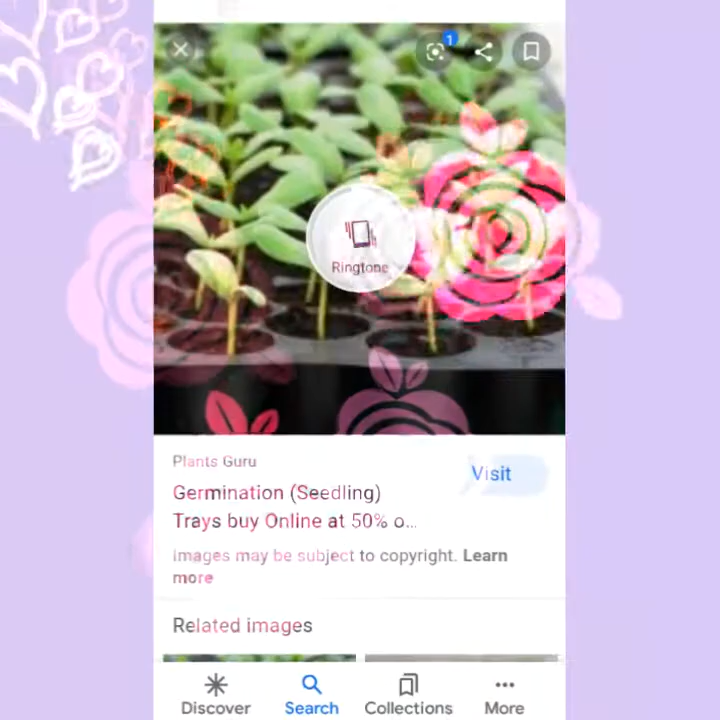 1
Ringtone
Plants Guru
Visit
Germination (Seedling)
Trays buy Online at 50% o...
Images may be subject to copyright. Learn
more
Related images
Discover Search Collections More